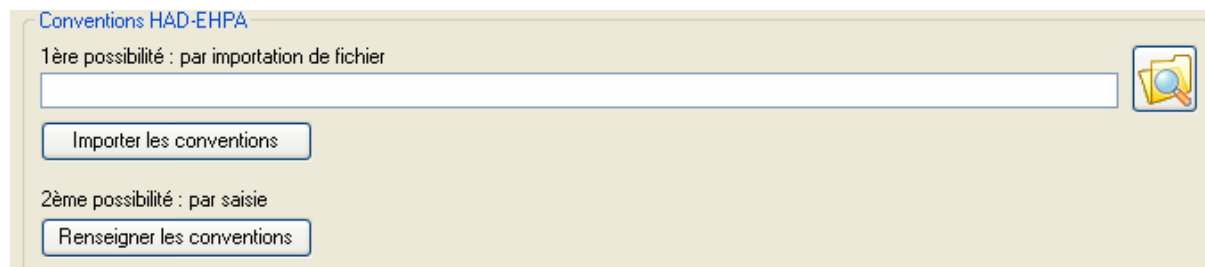 Conventions HAD-EHPA
1ère possibilité : par importation de fichier
Importer les conventions
2ème possibilité : par saisie
Renseigner les conventions